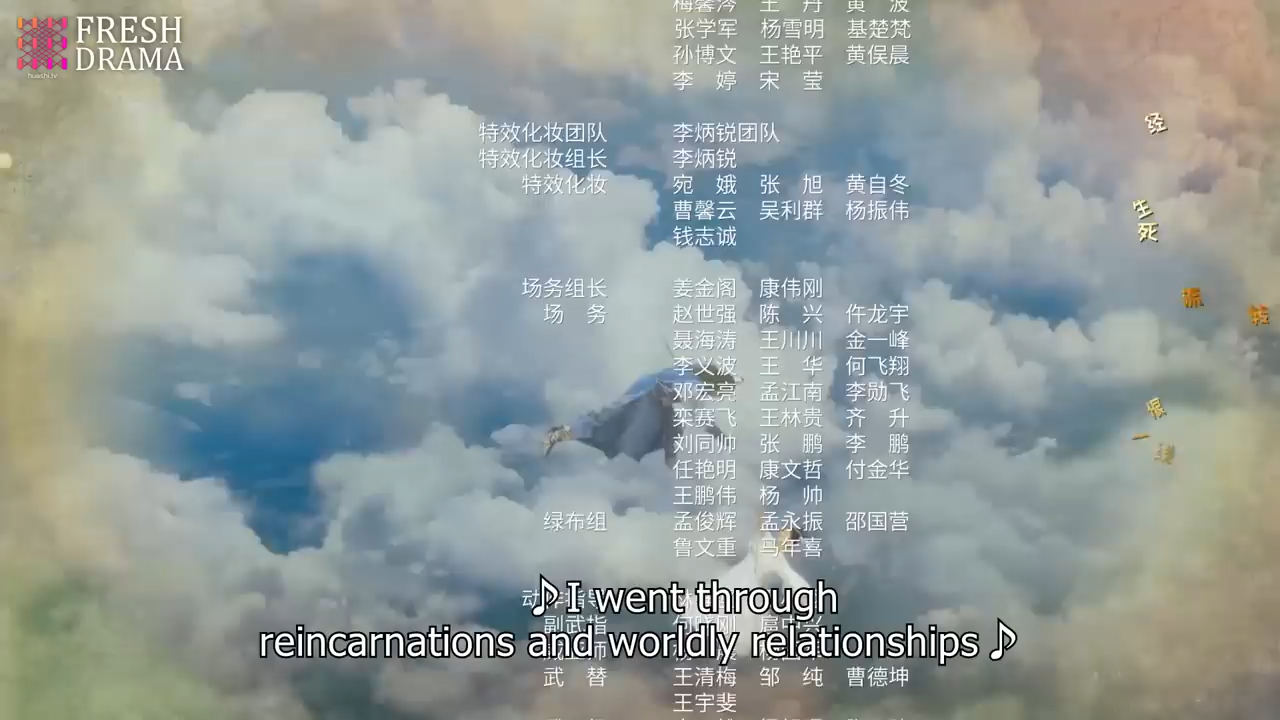 FRESH
DRAMA
huashi.tv
张学军 杨雪明 基楚梵
孙博文 王艳平 黄俣晨
李 婷 宋 莹
特效化妆团队 李炳锐团队
特效化妆组长 李炳锐
特效化妆 宛 娥 张 旭 黄自冬
曹馨云 吴利群 杨振伟
钱志诚
场务组长 姜金阁 康伟刚
场 务 赵世强 陈 兴 仵龙宇
聂海涛 王川川 金一峰
李义波 王 华 何飞翔
邓宏亮 孟江南 李勋飞
栾赛飞 王林贵 齐 升
刘同帅 张 鹏 李 鹏
任艳明 康文哲 付金华
王鹏伟 杨 帅
绿布组 孟俊辉 孟永振 邵国营
鲁文重 马年喜
副武指
武 替 王清梅 邹 纯 曹德坤
王宇斐
经
生
死
转
一
♪I went through
reincarnations and worldly relationships♪